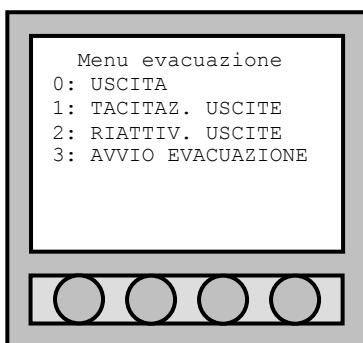 Menu evacuazione
0: USCITA
1: TACITAZ. USCITE
2: RIATTIV. USCITE
3: AVVIO EVACUAZIONE